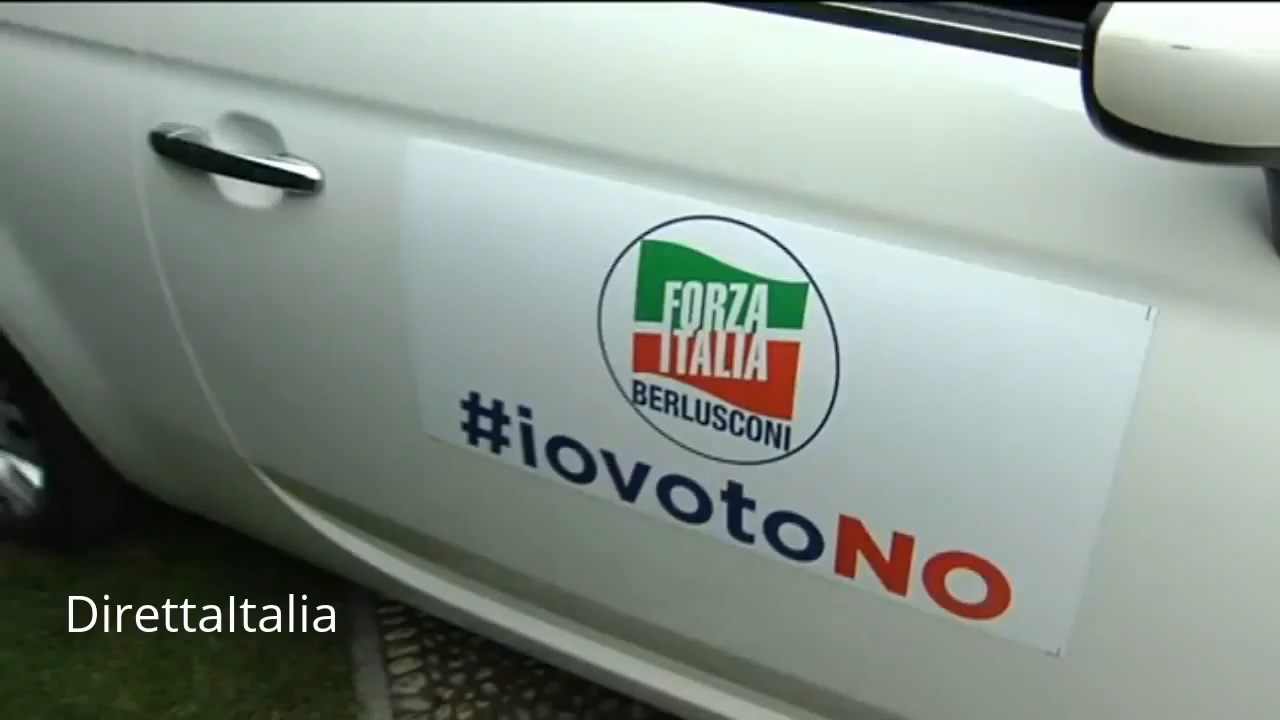 FORZA
ITALIA
BERLUSCONI
#iovotoNO
DirettaItalia